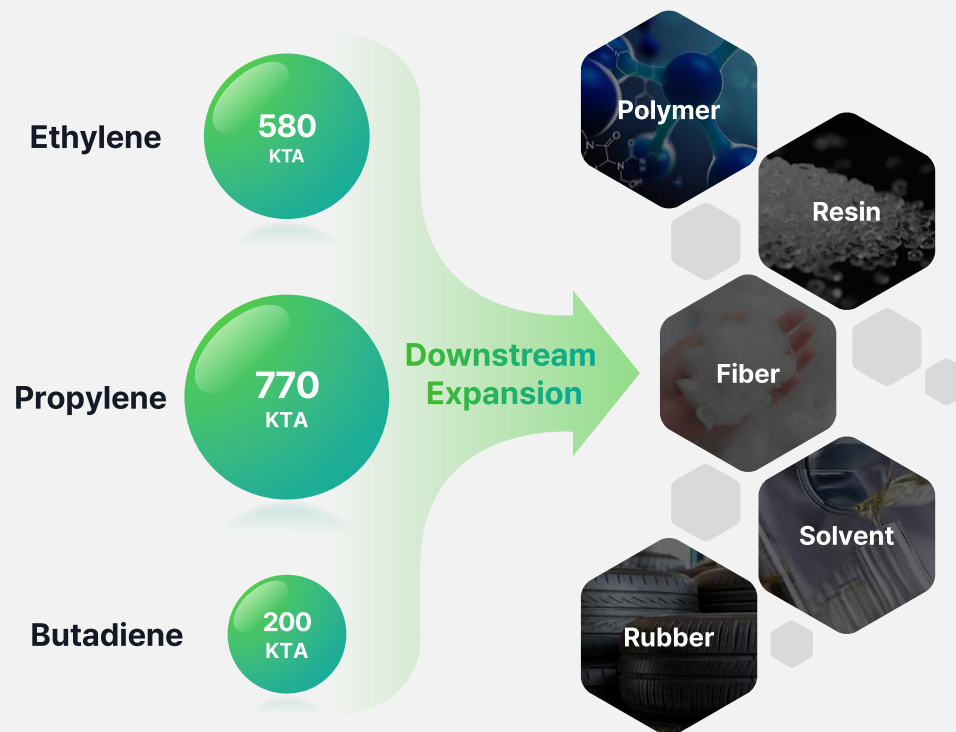 Ethylene
580
KTA
Propylene
770
KTA
Butadiene
200
KTA
Downstream
Expansion
Polymer
Resin
Fiber
Solvent
Rubber